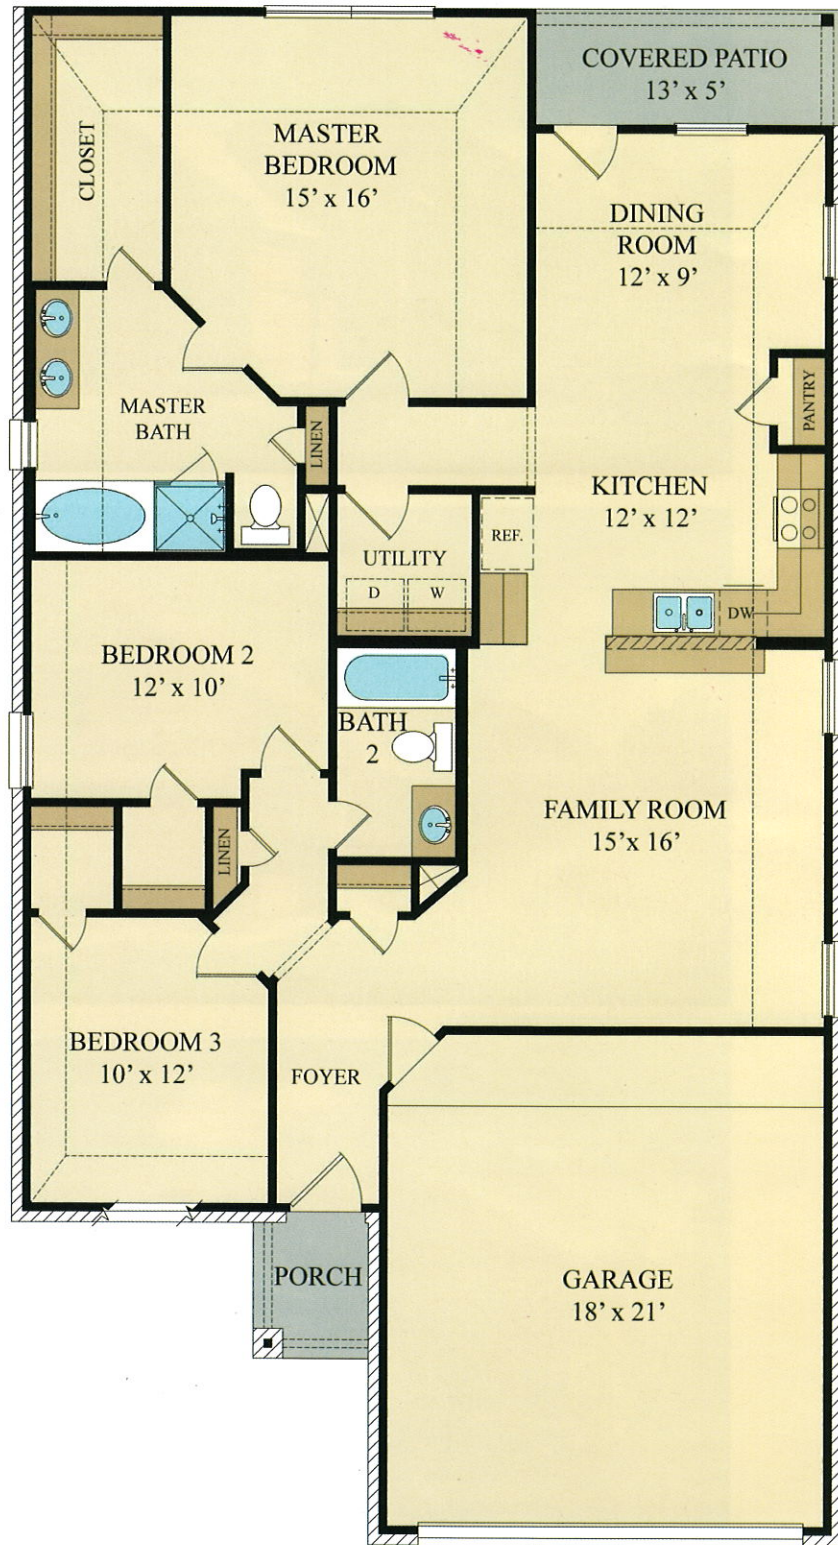 COVERED PATIO
13' x 5'
CLOSET
MASTER
BEDROOM
15' x 16'
DINING
ROOM
12' x 9'
PANTRY
MASTER
BATH
LINEN
KITCHEN
12' x 12'
REF.
UTILITY
D
W
DW
BEDROOM 2
12' x 10'
BATH
2
FAMILY ROOM
15'x 16'
LINEN
BEDROOM 3
10' x 12'
FOYER
PORCH
GARAGE
18' x 21'